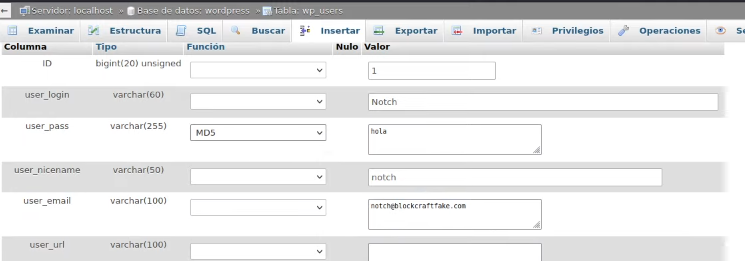 Servidor: localhost » Base de datos: wordpress » Tabla: wp_users
Examinar Estructura SQL Buscar Insertar Exportar Importar Privilegios Operaciones Se
Columna Tipo Función Nulo Valor
ID bigint(20) unsigned 1
user_login varchar(60) Notch
user_pass varchar(255) MD5 hola
user_nicename varchar(50) notch
user_email varchar(100) notch@blockcraftfake.com
user_url varchar(100)